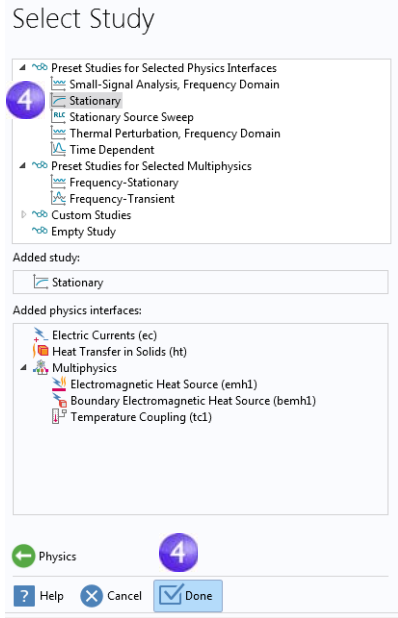 Select Study
Preset Studies for Selected Physics Interfaces
Small-Signal Analysis, Frequency Domain
4
Stationary
RLC Stationary Source Sweep
Thermal Perturbation, Frequency Domain
Time Dependent
Preset Studies for Selected Multiphysics
Frequency-Stationary
Frequency-Transient
Custom Studies
Empty Study
Added study:
Stationary
Added physics interfaces:
Electric Currents (ec)
Heat Transfer in Solids (ht)
Multiphysics
Electromagnetic Heat Source (emh1)
Boundary Electromagnetic Heat Source (bemh1)
Temperature Coupling (tc1)
Physics
4
? Help Cancel Done